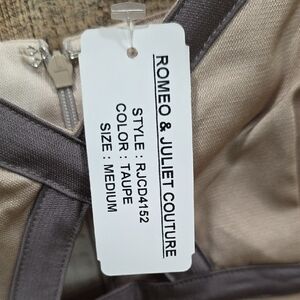 ROMEO & JULIET COUTURE
STYLE : RJCD4152
COLOR : TAUPE
SIZE : MEDIUM